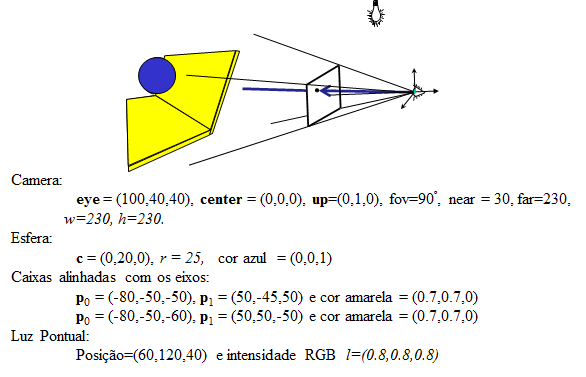 Camera:
eye = (100,40,40), center = (0,0,0), up=(0,1,0), fov=90°, near = 30, far=230,
w=230, h=230.
Esfera:
c = (0,20,0), r = 25, cor azul = (0,0,1)
Caixas alinhadas com os eixos:
p₀ = (-80,-50,-50), p₁ = (50,-45,50) e cor amarela = (0.7,0.7,0)
p₀ = (-80,-50,-60), p₁ = (50,50,-50) e cor amarela = (0.7,0.7,0)
Luz Pontual:
Posição=(60,120,40) e intensidade RGB l=(0.8,0.8,0.8)